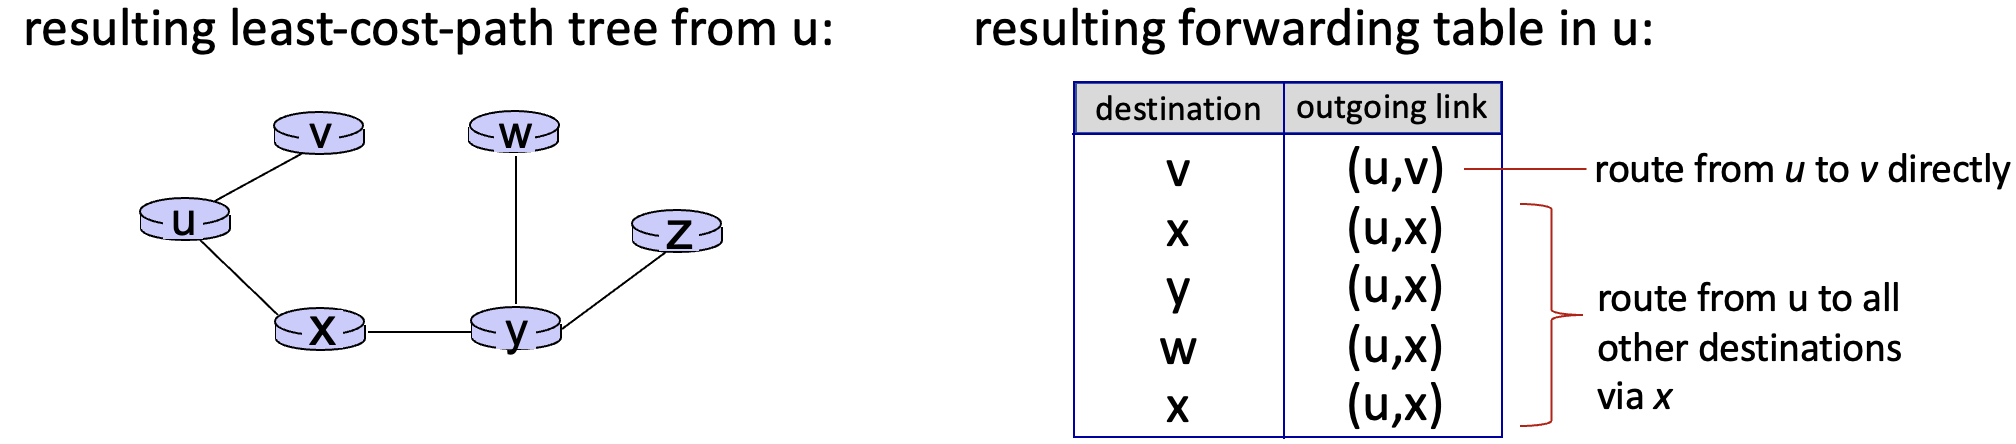 resulting least-cost-path tree from u:
v
w
u
z
x
y
resulting forwarding table in u:
destination outgoing link
v (u,v) route from u to v directly
x (u,x)
y (u,x)
w (u,x)
x (u,x)
route from u to all
other destinations
via x